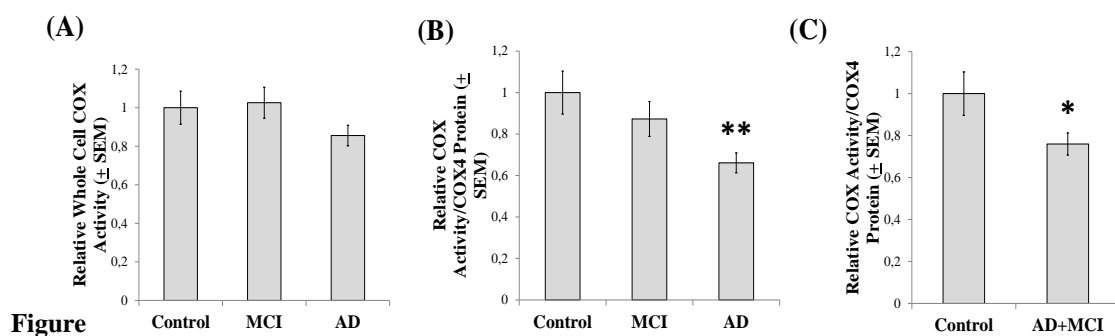 (A)
Relative Whole Cell COX
Activity (+ SEM)
1,2
1
0,8
0,6
0,4
0,2
0
Control MCI AD
(B)
Relative COX
Activity/COX4 Protein (+
SEM)
1,2
1
0,8
0,6
0,4
0,2
0
**
Control MCI AD
(C)
Relative COX Activity/COX4
Protein (+ SEM)
1,2
1
0,8
0,6
0,4
0,2
0
*
Control AD+MCI
Figure